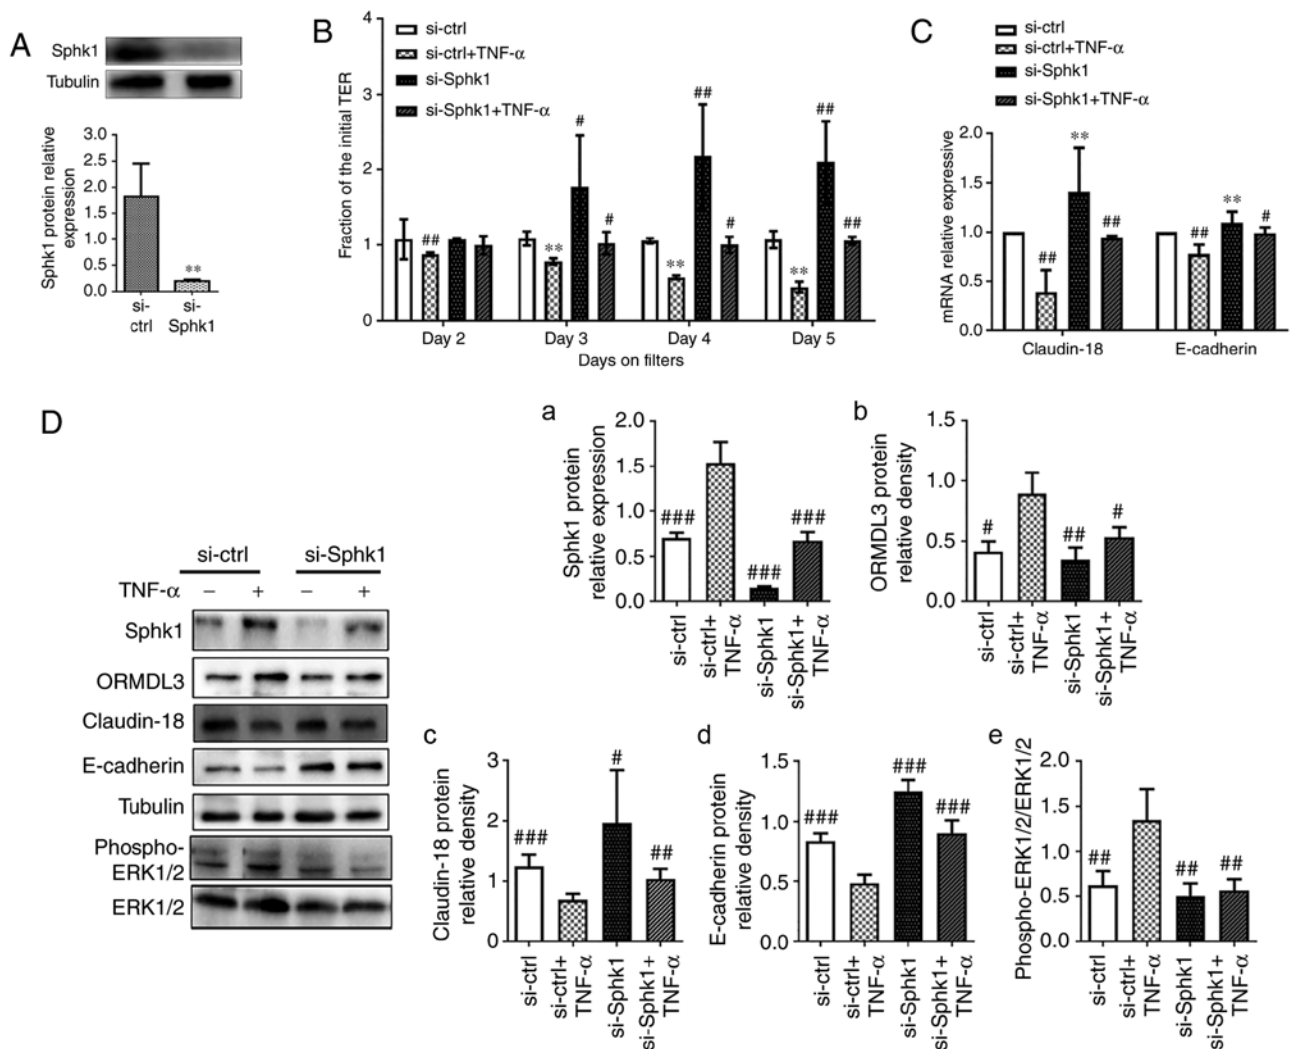 A
Sphk1
Tubulin
Sphk1 protein relative
expression
3.0
2.5
2.0
1.5
1.0
0.5
0.0
**
si-
ctrl
si-
Sphk1
B
si-ctrl
si-ctrl+TNF-α
si-Sphk1
si-Sphk1+TNF-α
Fraction of the initial TER
4
3
2
1
0
##
**
#
#
**
##
#
**
##
##
Day 2
Day 3
Day 4
Day 5
Days on filters
C
si-ctrl
si-ctrl+TNF-α
si-Sphk1
si-Sphk1+TNF-α
mRNA relative expressive
2.0
1.5
1.0
0.5
0.0
##
**
##
##
**
#
Claudin-18
E-cadherin
D
si-ctrl
si-Sphk1
TNF-α
− + − +
Sphk1
ORMDL3
Claudin-18
E-cadherin
Tubulin
Phospho-
ERK1/2
ERK1/2
a
Sphk1 protein
relative expression
2.0
1.5
1.0
0.5
0.0
###
###
###
si-ctrl
si-ctrl+
TNF-α
si-Sphk1
si-Sphk1+
TNF-α
b
ORMDL3 protein
relative density
1.5
1.0
0.5
0.0
#
##
#
si-ctrl
si-ctrl+
TNF-α
si-Sphk1
si-Sphk1+
TNF-α
c
Claudin-18 protein
relative density
3
2
1
0
###
#
##
si-ctrl
si-ctrl+
TNF-α
si-Sphk1
si-Sphk1+
TNF-α
d
E-cadherin protein
relative density
1.5
1.0
0.5
0.0
###
###
###
si-ctrl
si-ctrl+
TNF-α
si-Sphk1
si-Sphk1+
TNF-α
e
Phospho-ERK1/2/ERK1/2
2.0
1.5
1.0
0.5
0.0
##
##
##
si-ctrl
si-ctrl+
TNF-α
si-Sphk1
si-Sphk1+
TNF-α